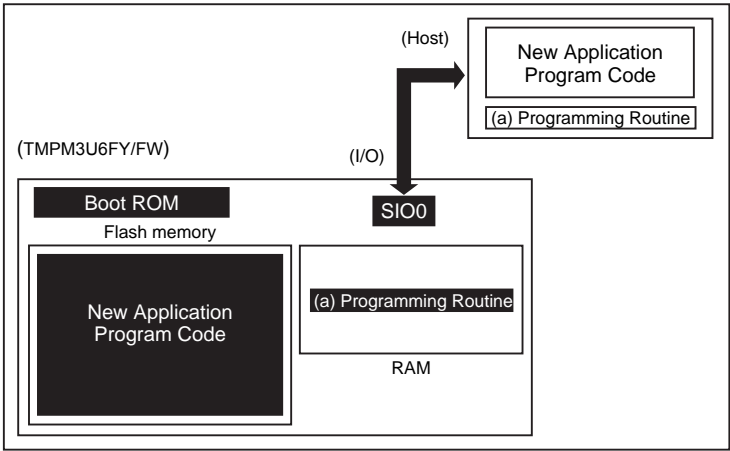 (Host)
New Application
Program Code
(a) Programming Routine
(TMPM3U6FY/FW)
(I/O)
Boot ROM
SIO0
Flash memory
New Application
Program Code
(a) Programming Routine
RAM